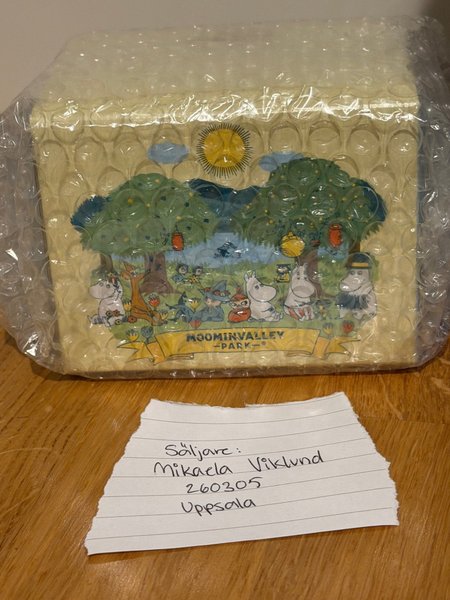 MOOMINVALLEY
PARK
Säljare:
Mikaela Viklund
260305
Uppsala